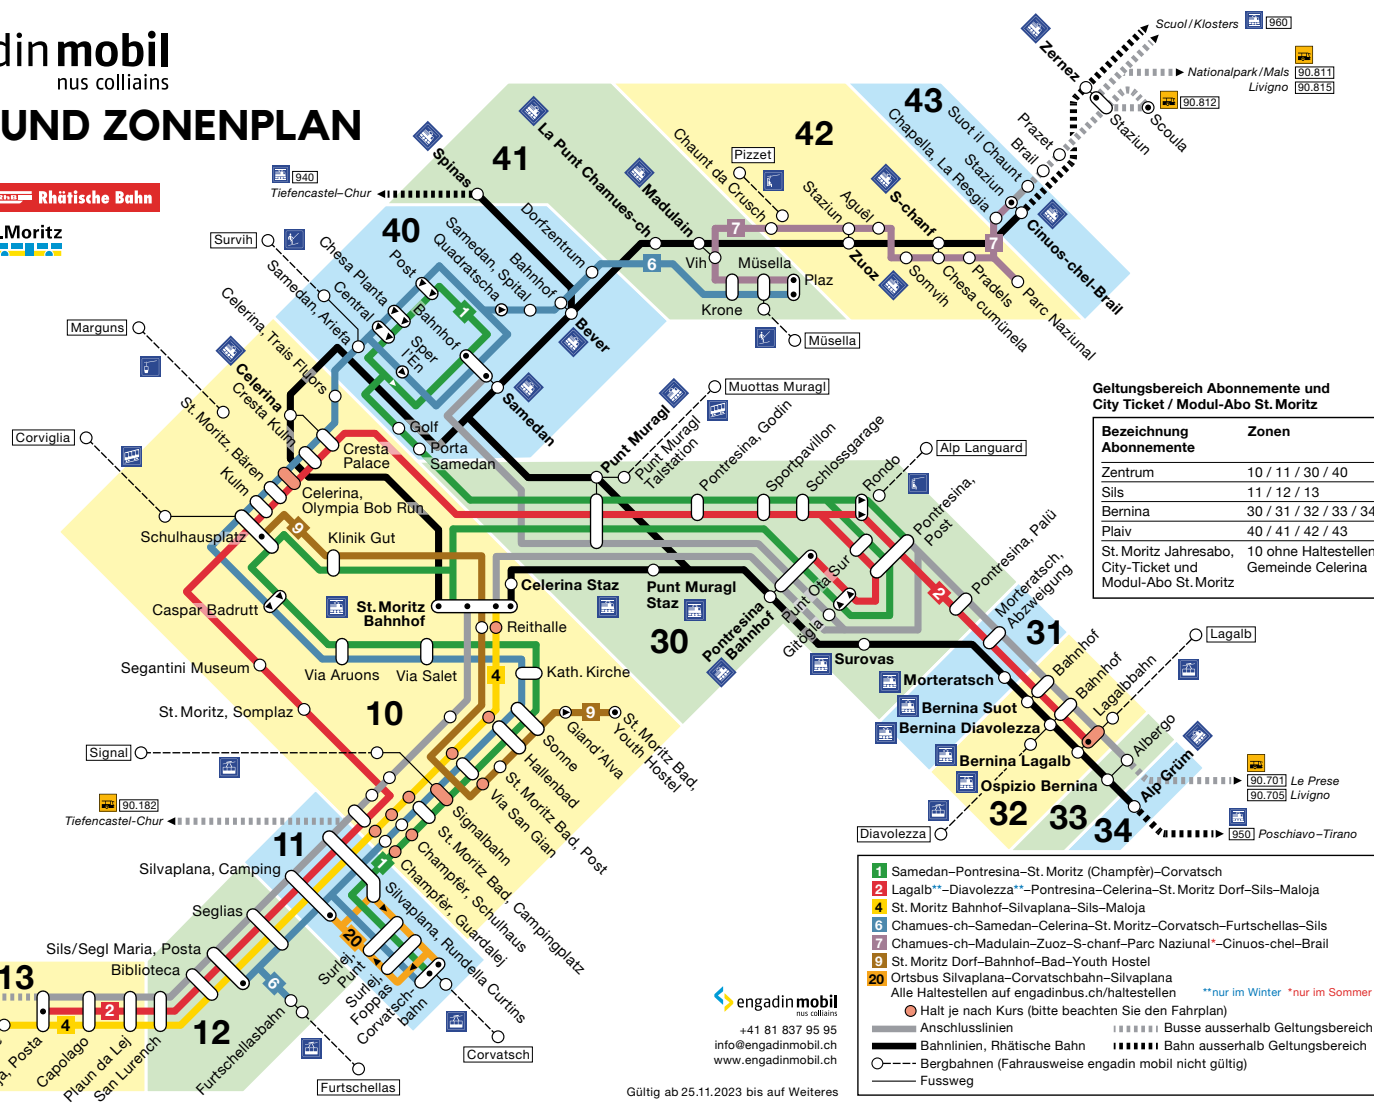 din mobil
nus colliains
UND ZONENPLAN
Rhätische Bahn
.Moritz
940
Tiefencastel–Chur
Scuol/Klosters
960
Nationalpark/Mals
90.811
Livigno
90.815
90.812
Zernez
Staziun
Scoula
43
Suot il Chaunt
Chapella, La Resgia
Staziun
Prazet
Brail
Cinuos-chel-Brail
42
Chaunt da Crusch
Pizzet
Staziun
Aguêl
S-chanf
7
7
Zuoz
Somvih
Chesa cumünela
Pradels
Parc Naziunal
41
La Punt Chamues-ch
Madulain
Spinas
Vih
Müsella
Plaz
Krone
Müsella
6
40
Survih
Dorfzentrum
Samedan, Spital
Quadratscha
Bahnhof
Bever
Chesa Planta
Post
Central
Samedan, Ariefa
Bahnhof
1
Sper l'En
Samedan
Golf
Porta Samedan
Celerina, Trais Fluors
Marguns
Celerina
Cresta Kulm
Cresta Palace
St. Moritz, Bären
Kulm
Celerina,
Olympia Bob Run
Corviglia
Schulhausplatz
9
Klinik Gut
Caspar Badrutt
St. Moritz
Bahnhof
Celerina Staz
Punt Muragl
Staz
Reithalle
Segantini Museum
Via Aruons
Via Salet
Kath. Kirche
4
St. Moritz, Somplaz
10
9
Giand'Alva
St. Moritz Bad,
Youth Hostel
Signal
Sonne
Hallenbad
St. Moritz Bad, Post
Via San Gian
Signalbahn
St. Moritz Bad, Campingplatz
Champfèr, Schulhaus
Champfèr, Guardalej
1
90.182
Tiefencastel-Chur
11
Silvaplana, Camping
Silvaplana, Rundella Curtins
Seglias
20
Surlej, Punt
Surlej, Foppas
Corvatsch-
bahn
Corvatsch
Sils/Segl Maria, Posta
Biblioteca
6
13
2
4
12
Furtschellasbahn
Furtschellas
a, Posta
Capolago
Plaun da Lej
San Lurench
Punt Muragl
Muottas Muragl
Punt Muragl
Talstation
Pontresina, Godin
Sportpavillon
Schlossgarage
Rondo
Alp Languard
Pontresina,
Post
Punt Ota Sur
Gitögla
30
Pontresina
Bahnhof
Surovas
2
Pontresina, Palü
Morteratsch,
Abzweigung
31
Morteratsch
Bernina Suot
Bernina Diavolezza
Bernina Lagalb
Ospizio Bernina
Bahnhof
Bahnhof
Lagalbbahn
Lagalb
Albergo
Alp Grüm
Diavolezza
32
33
34
90.701 Le Prese
90.705 Livigno
950 Poschiavo–Tirano
Geltungsbereich Abonnemente und
City Ticket / Modul-Abo St. Moritz
Bezeichnung Abonnemente
Zonen
Zentrum 10 / 11 / 30 / 40
Sils 11 / 12 / 13
Bernina 30 / 31 / 32 / 33 / 34
Plaiv 40 / 41 / 42 / 43
St. Moritz Jahresabo, 10 ohne Haltestellen
City-Ticket und Gemeinde Celerina
Modul-Abo St. Moritz
1 Samedan–Pontresina–St. Moritz (Champfèr)–Corvatsch
2 Lagalb**–Diavolezza**–Pontresina–Celerina–St. Moritz Dorf–Sils–Maloja
4 St. Moritz Bahnhof–Silvaplana–Sils–Maloja
6 Chamues-ch–Samedan–Celerina–St. Moritz–Corvatsch–Furtschellas–Sils
7 Chamues-ch–Madulain–Zuoz–S-chanf–Parc Naziunal*–Cinuos-chel–Brail
9 St. Moritz Dorf–Bahnhof–Bad–Youth Hostel
20 Ortsbus Silvaplana–Corvatschbahn–Silvaplana
Alle Haltestellen auf engadinbus.ch/haltestellen **nur im Winter *nur im Sommer
Halt je nach Kurs (bitte beachten Sie den Fahrplan)
Anschlusslinien
Busse ausserhalb Geltungsbereich
Bahnlinien, Rhätische Bahn
Bahn ausserhalb Geltungsbereich
Bergbahnen (Fahrausweise engadin mobil nicht gültig)
Fussweg
engadin mobil
nus colliains
+41 81 837 95 95
info@engadinmobil.ch
www.engadinmobil.ch
Gültig ab 25.11.2023 bis auf Weiteres